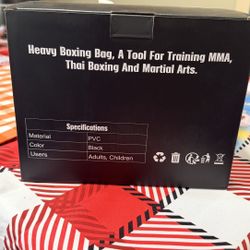 Heavy Boxing Bag, A Tool For Training MMA,
Thai Boxing And Martial Arts.
Specifications
Material PVC
Color Black
Users Adults, Children